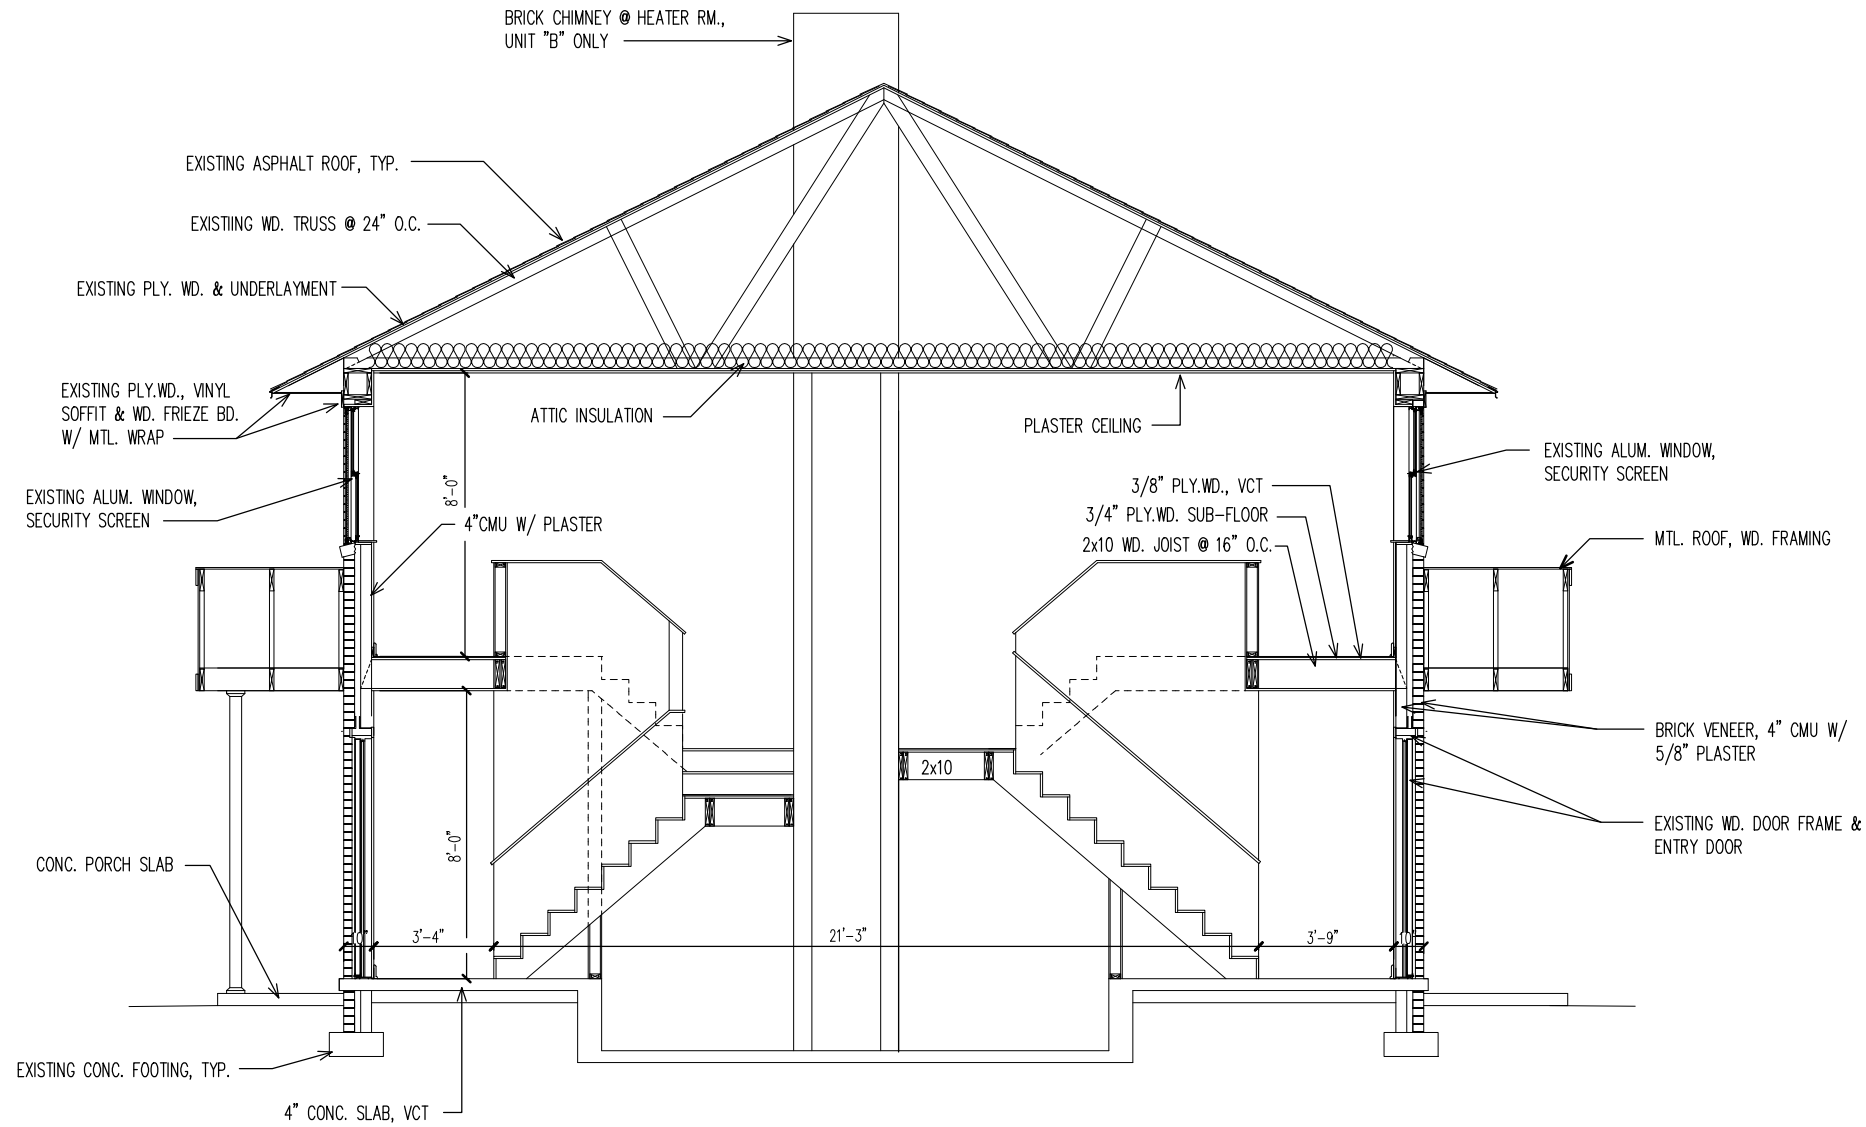 BRICK CHIMNEY @ HEATER RM.,
UNIT "B" ONLY
EXISTING ASPHALT ROOF, TYP.
EXISTIING WD. TRUSS @ 24" O.C.
EXISTING PLY. WD. & UNDERLAYMENT
EXISTING PLY.WD., VINYL
SOFFIT & WD. FRIEZE BD.
W/ MTL. WRAP
ATTIC INSULATION
PLASTER CEILING
EXISTING ALUM. WINDOW,
SECURITY SCREEN
EXISTING ALUM. WINDOW,
SECURITY SCREEN
8'-0"
4"CMU W/ PLASTER
3/8" PLY.WD., VCT
3/4" PLY.WD. SUB-FLOOR
2x10 WD. JOIST @ 16" O.C.
MTL. ROOF, WD. FRAMING
BRICK VENEER, 4" CMU W/
5/8" PLASTER
2x10
EXISTING WD. DOOR FRAME &
ENTRY DOOR
8'-0"
CONC. PORCH SLAB
3'-4"
21'-3"
3'-9"
EXISTING CONC. FOOTING, TYP.
4" CONC. SLAB, VCT